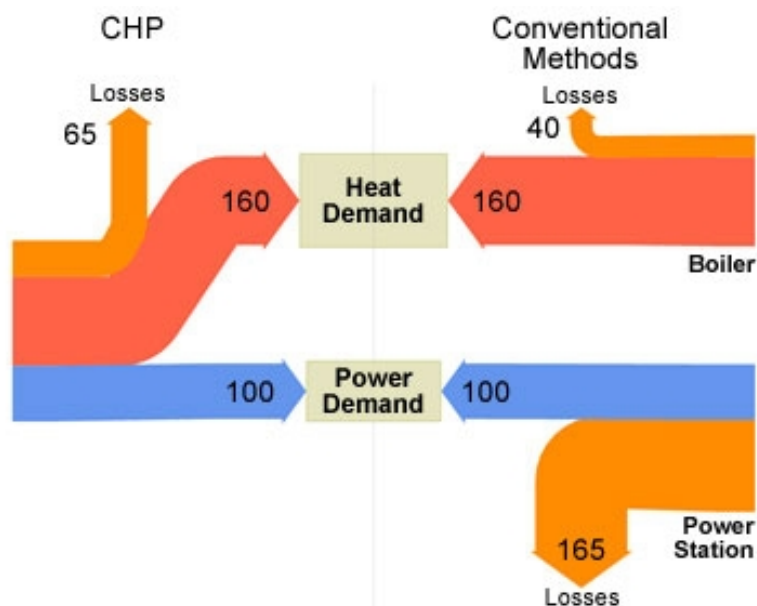 CHP
Conventional
Methods
Losses
Losses
65
40
160
Heat
Demand
160
Boiler
100
Power
Demand
100
Power
Station
165
Losses